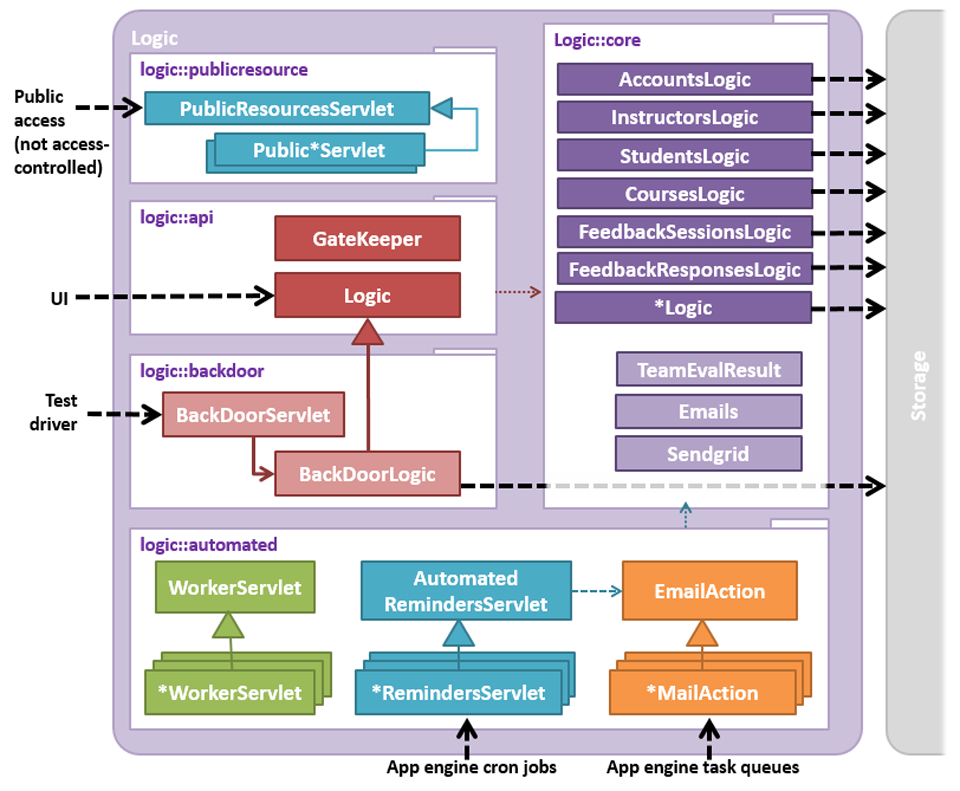 Logic
logic::publicresource
PublicResourcesServlet
Public*Servlet
Public
access
(not access-
controlled)
logic::api
GateKeeper
Logic
UI
logic::backdoor
BackDoorServlet
BackDoorLogic
Test
driver
Logic::core
AccountsLogic
InstructorsLogic
StudentsLogic
CoursesLogic
FeedbackSessionsLogic
FeedbackResponsesLogic
*Logic
TeamEvalResult
Emails
Sendgrid
Storage
logic::automated
WorkerServlet
Automated
RemindersServlet
EmailAction
*WorkerServlet
*RemindersServlet
*MailAction
App engine cron jobs
App engine task queues